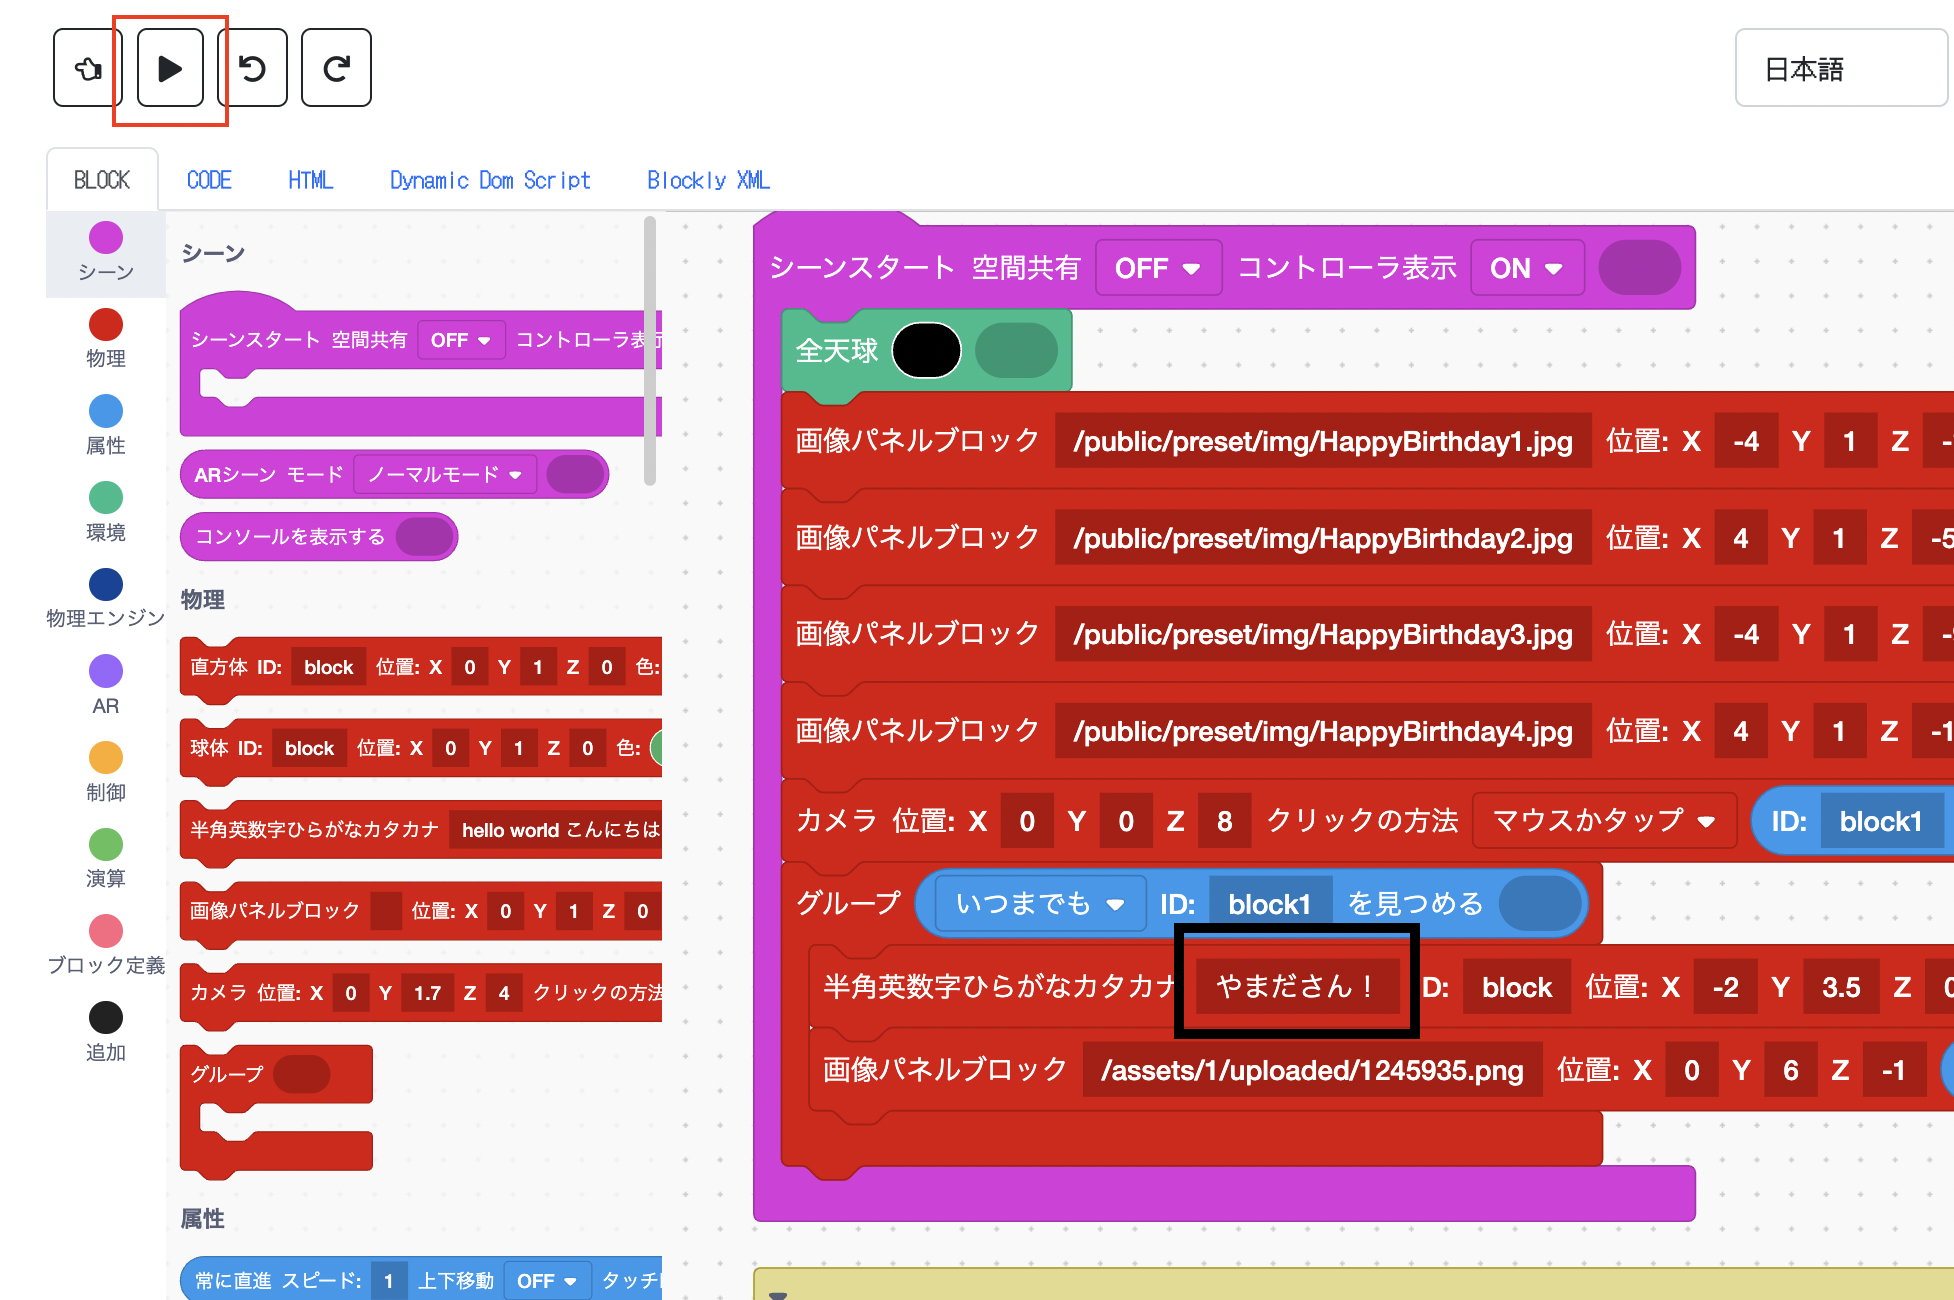 日本語
BLOCK CODE HTML Dynamic Dom Script Blockly XML
シーン
物理
属性
環境
物理エンジン
AR
制御
演算
ブロック定義
追加
シーン
シーンスタート 空間共有 OFF コントローラ表示
ARシーン モード ノーマルモード
コンソールを表示する
物理
直方体 ID: block 位置: X 0 Y 1 Z 0 色:
球体 ID: block 位置: X 0 Y 1 Z 0 色:
半角英数字ひらがなカタカナ hello world こんにちは
画像パネルブロック 位置: X 0 Y 1 Z 0
カメラ 位置: X 0 Y 1.7 Z 4 クリックの方法
グループ
属性
常に直進 スピード: 1 上下移動 OFF タッチ
シーンスタート 空間共有 OFF コントローラ表示 ON
全天球
画像パネルブロック /public/preset/img/HappyBirthday1.jpg 位置: X -4 Y 1 Z
画像パネルブロック /public/preset/img/HappyBirthday2.jpg 位置: X 4 Y 1 Z -5
画像パネルブロック /public/preset/img/HappyBirthday3.jpg 位置: X -4 Y 1 Z
画像パネルブロック /public/preset/img/HappyBirthday4.jpg 位置: X 4 Y 1 Z -1
カメラ 位置: X 0 Y 0 Z 8 クリックの方法 マウスかタップ ID: block1
グループ いつまでも ID: block1 を見つめる
半角英数字ひらがなカタカナ やまださん！ D: block 位置: X -2 Y 3.5 Z 0
画像パネルブロック /assets/1/uploaded/1245935.png 位置: X 0 Y 6 Z -1